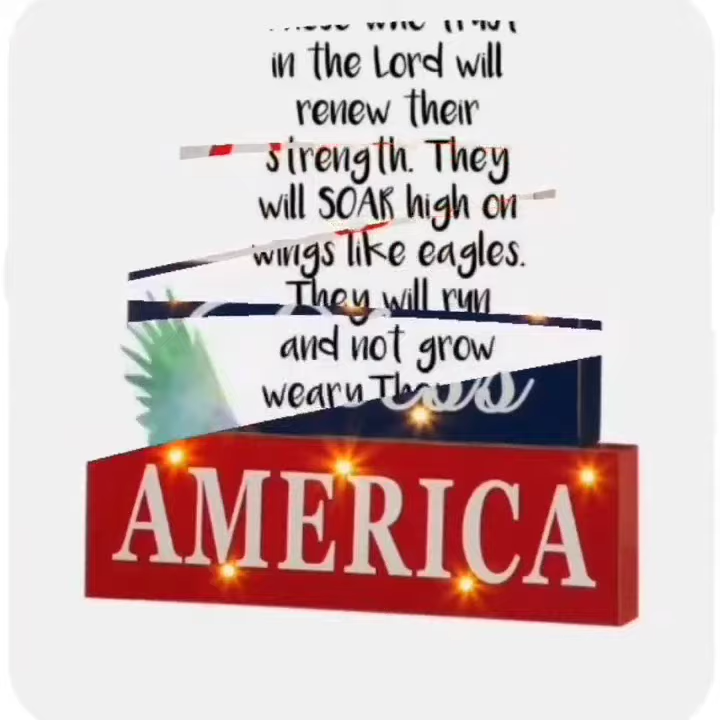 in the Lord will
renew their
strength. They
will SOAR high on
wings like eagles.
They will run
and not grow
weary
AMERICA